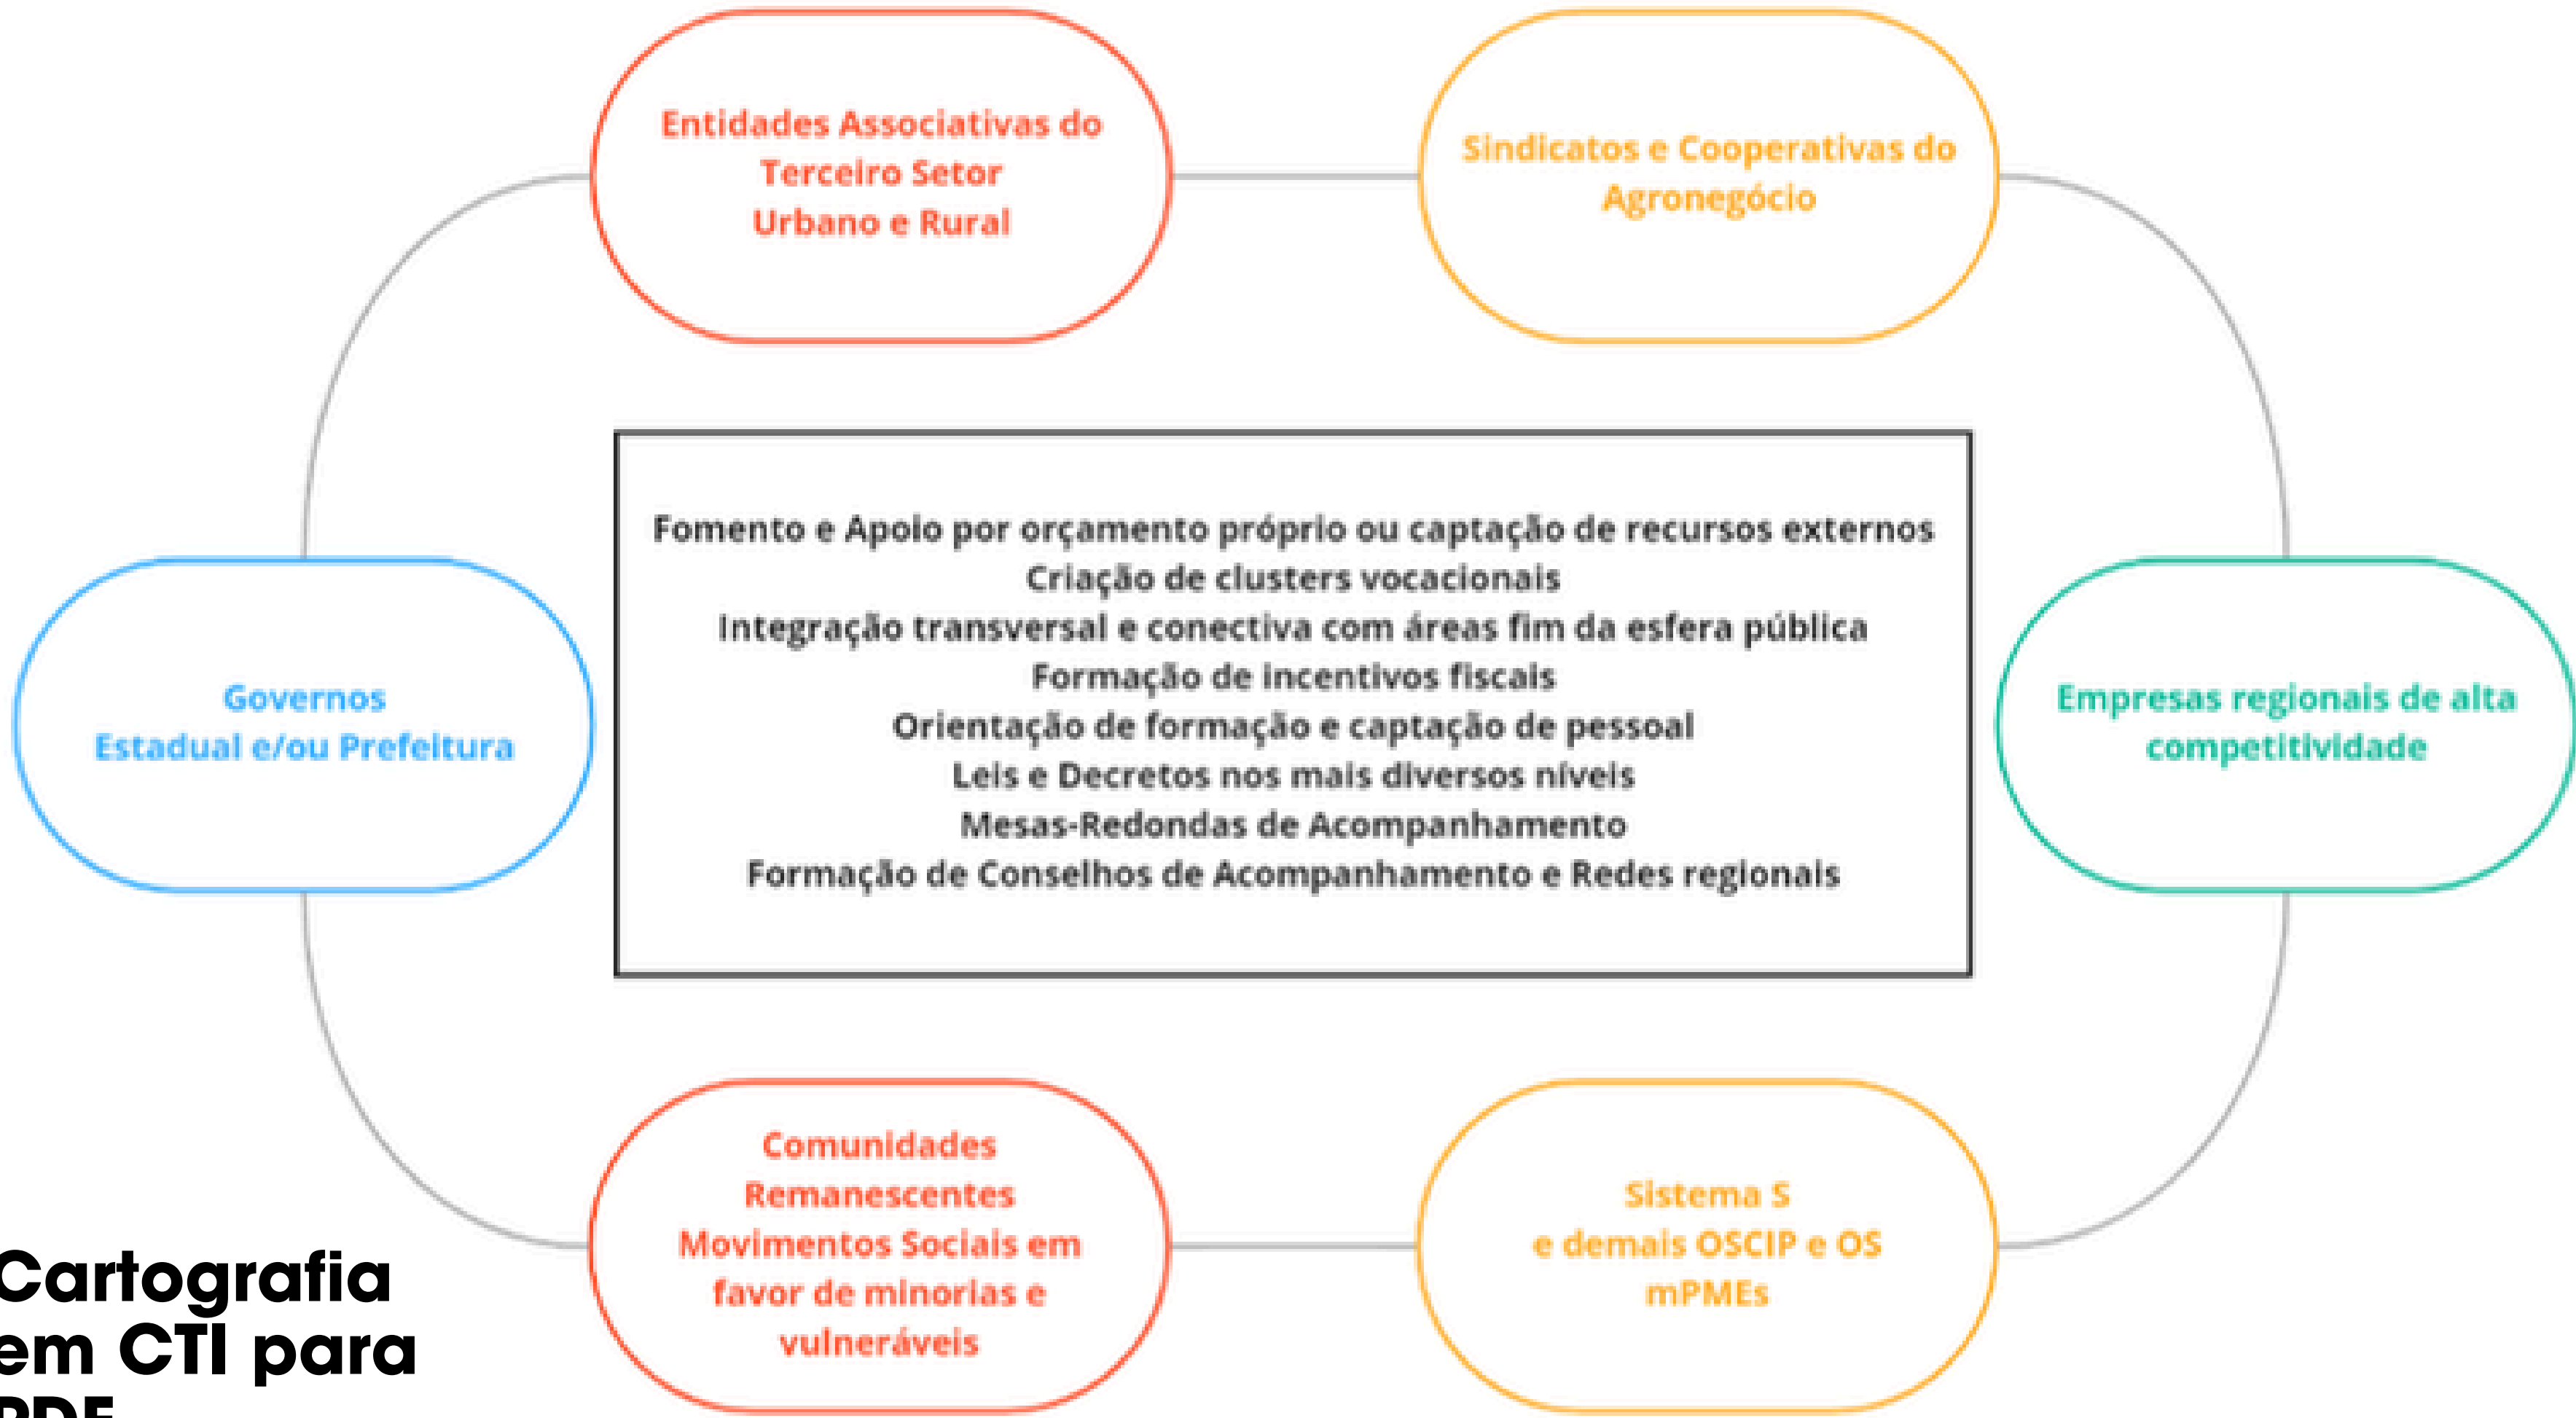 Entidades Associativas do
Terceiro Setor
Urbano e Rural
Sindicatos e Cooperativas do
Agronegócio
Fomento e Apoio por orçamento próprio ou captação de recursos externos
Criação de clusters vocacionais
Integração transversal e conectiva com áreas fim da esfera pública
Formação de incentivos fiscais
Orientação de formação e captação de pessoal
Leis e Decretos nos mais diversos níveis
Mesas-Redondas de Acompanhamento
Formação de Conselhos de Acompanhamento e Redes regionais
Governos
Estadual e/ou Prefeitura
Empresas regionais de alta
competitividade
Comunidades
Remanescentes
Movimentos Sociais em
favor de minorias e
vulneráveis
Sistema S
e demais OSCIP e OS
mPMEs
Cartografia
em CTI para